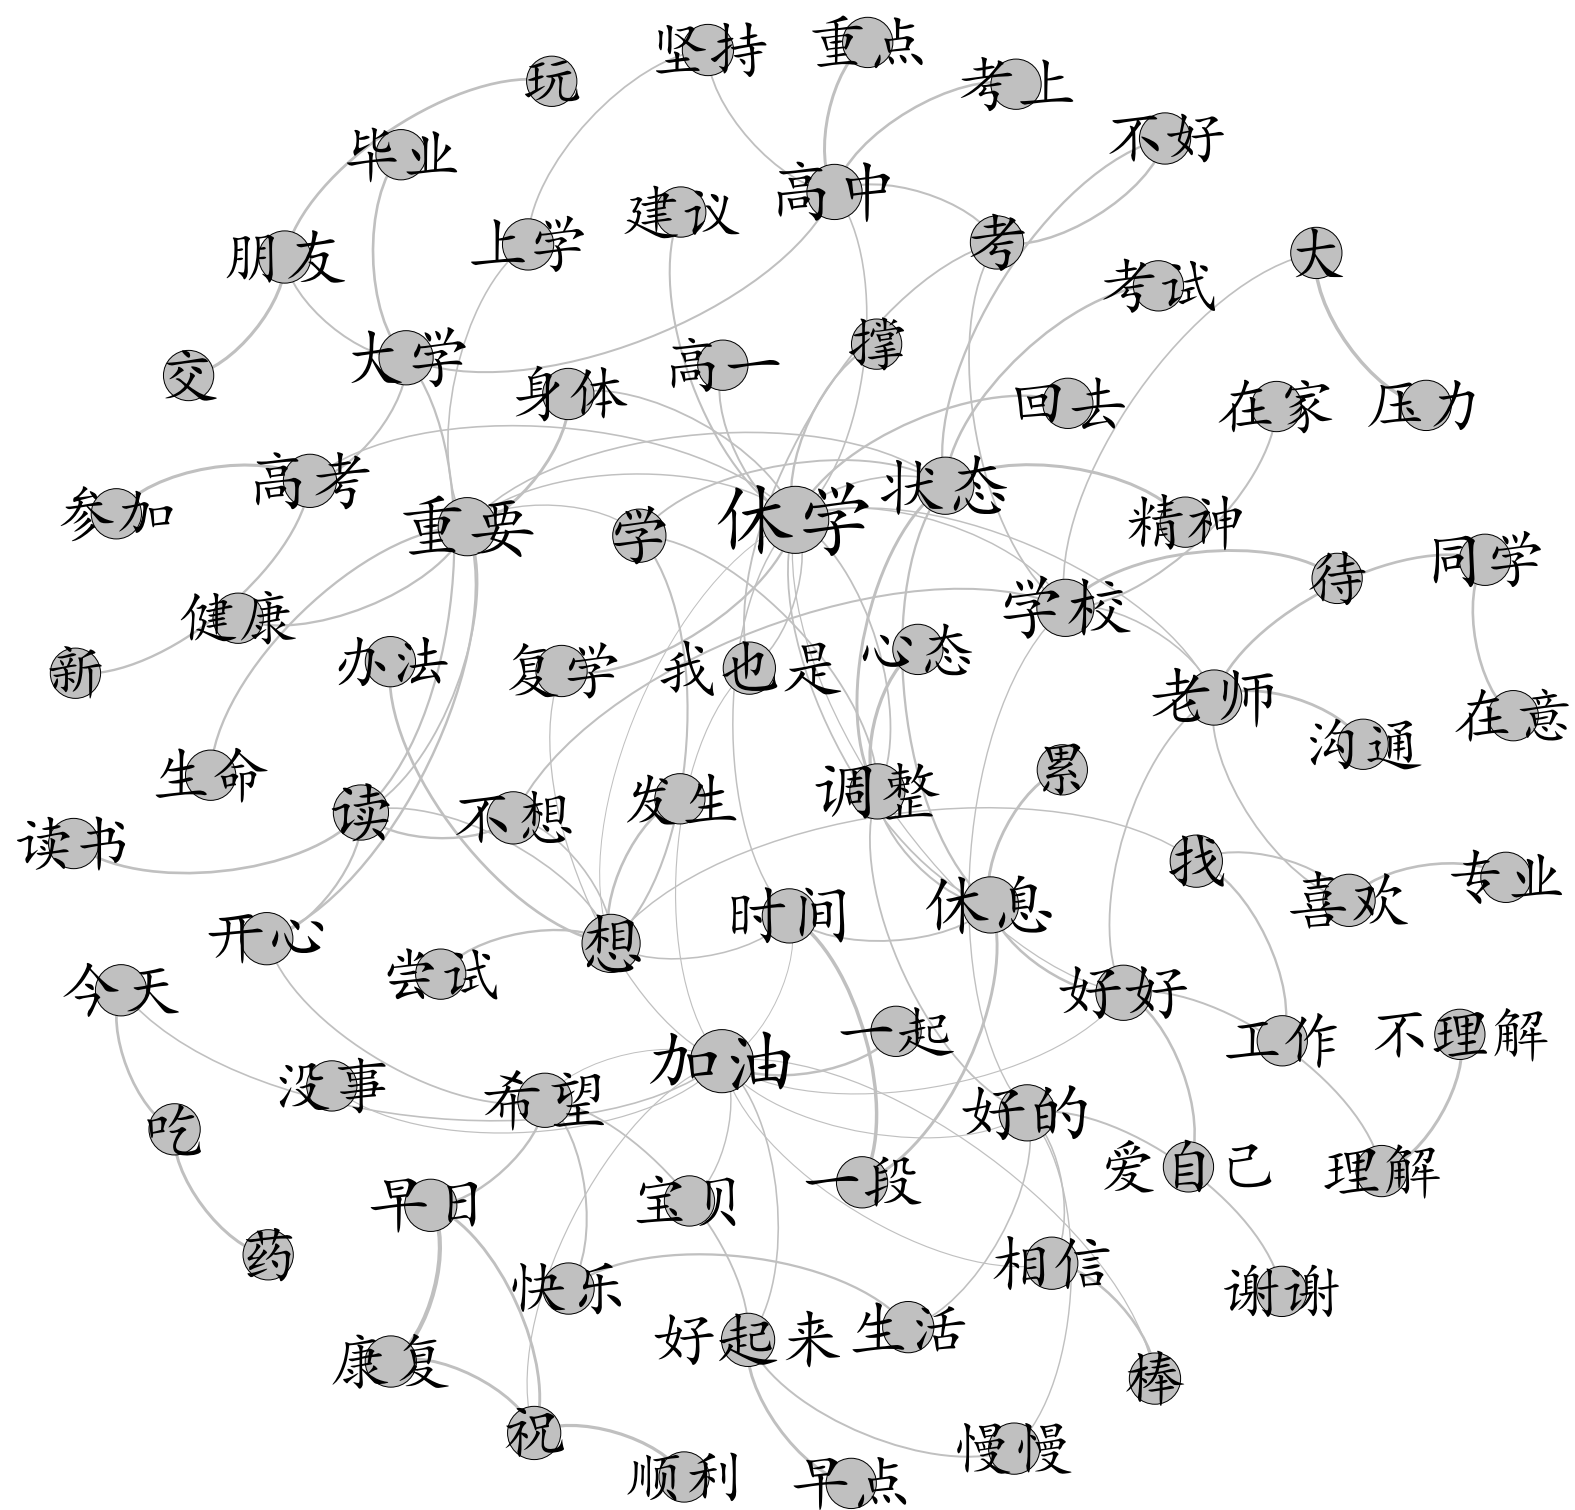 坚持
重点
玩
考上
不好
毕业
高中
建议
上学
考
朋友
大
考试
撑
大学
高一
交
身体
回去
在家
压力
高考
状态
参加
休学
精神
重要
学
同学
待
学校
健康
心态
办法
复学
我也是
新
老师
在意
沟通
累
生命
调整
发生
读
不想
读书
找
专业
喜欢
休息
时间
开心
想
尝试
今天
好好
一起
工作
不理解
加油
没事
希望
好的
吃
爱自己
理解
一段
早日
宝贝
药
相信
快乐
谢谢
生活
好起来
康复
棒
祝
慢慢
顺利
早点